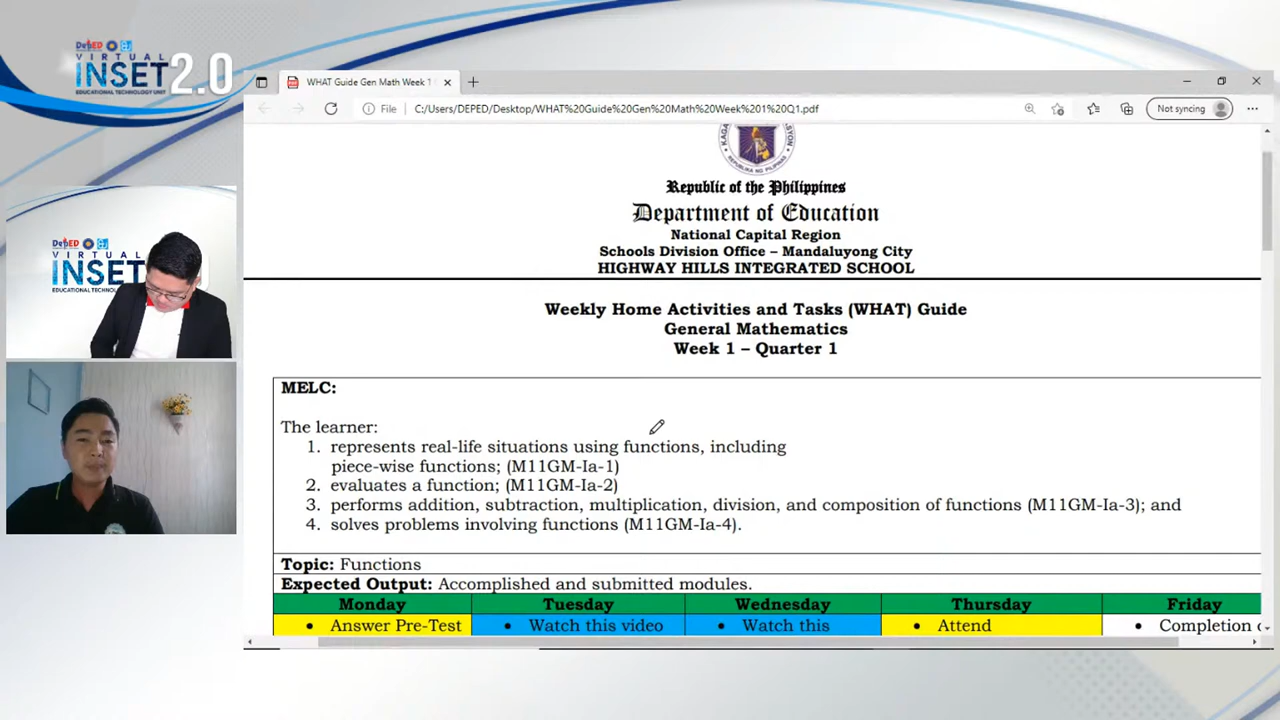 DepED
VIRTUAL
INSET 2.0
EDUCATIONAL TECHNOLOGY UNIT
WHAT Guide Gen Math Week 1
File
C:/Users/DEPED/Desktop/WHAT%20Guide%20Gen%20Math%20Week%201%20Q1.pdf
Not syncing
REPUBLIKA NG PILIPINAS
Republic of the Philippines
Department of Education
National Capital Region
Schools Division Office – Mandaluyong City
HIGHWAY HILLS INTEGRATED SCHOOL
Weekly Home Activities and Tasks (WHAT) Guide
General Mathematics
Week 1 – Quarter 1
MELC:
The learner:
1. represents real-life situations using functions, including
piece-wise functions; (M11GM-Ia-1)
2. evaluates a function; (M11GM-Ia-2)
3. performs addition, subtraction, multiplication, division, and composition of functions (M11GM-Ia-3); and
4. solves problems involving functions (M11GM-Ia-4).
Topic: Functions
Expected Output: Accomplished and submitted modules.
Monday Tuesday Wednesday Thursday Friday
• Answer Pre-Test • Watch this video • Watch this • Attend • Completion
DepED
VIRTUAL
INSET
EDUCATIONAL TECHNOL